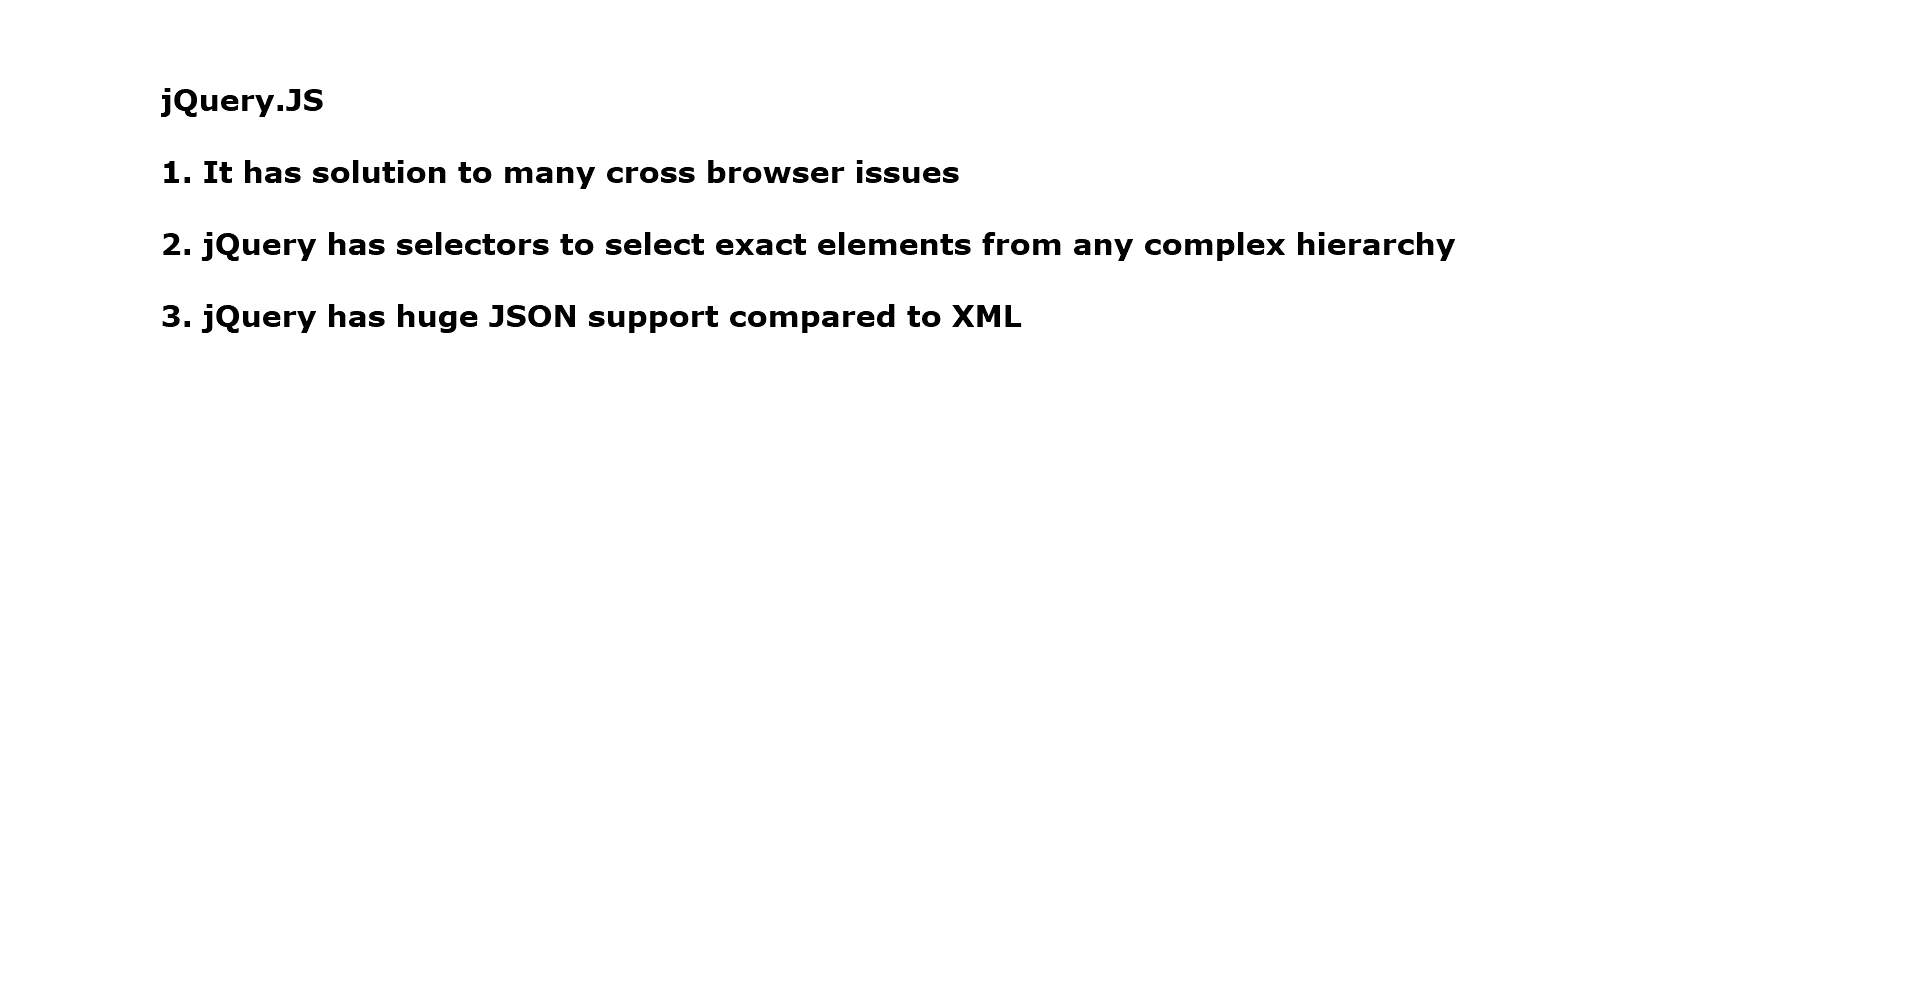 jQuery.JS
1. It has solution to many cross browser issues
2. jQuery has selectors to select exact elements from any complex hierarchy
3. jQuery has huge JSON support compared to XML